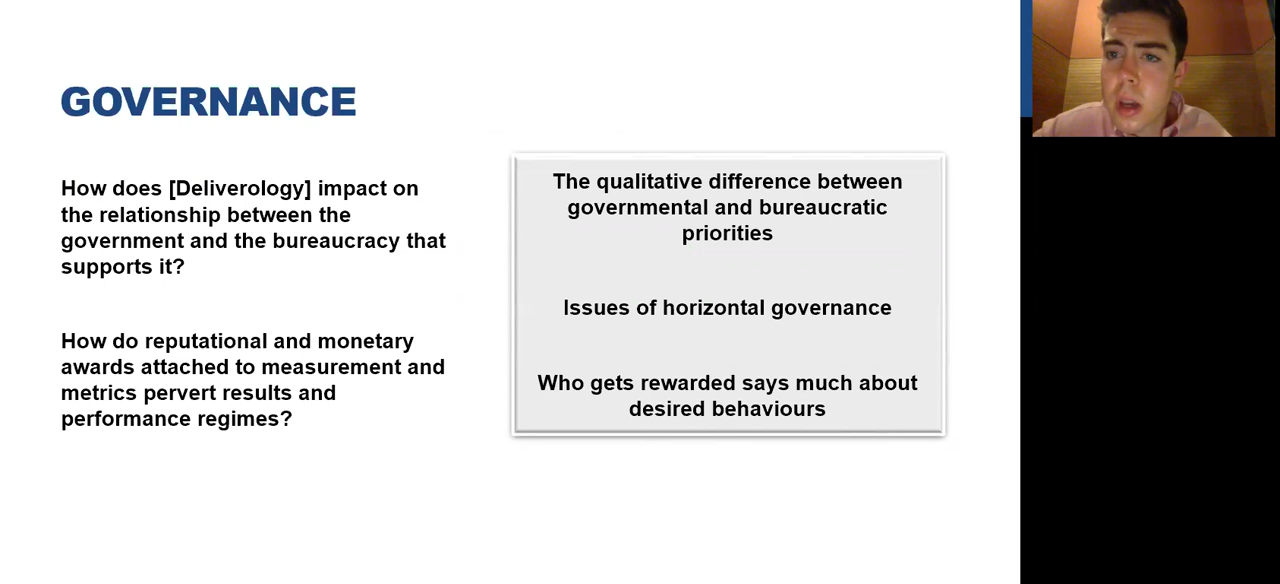 GOVERNANCE
How does [Deliverology] impact on
the relationship between the
government and the bureaucracy that
supports it?
How do reputational and monetary
awards attached to measurement and
metrics pervert results and
performance regimes?
The qualitative difference between
governmental and bureaucratic
priorities
Issues of horizontal governance
Who gets rewarded says much about
desired behaviours